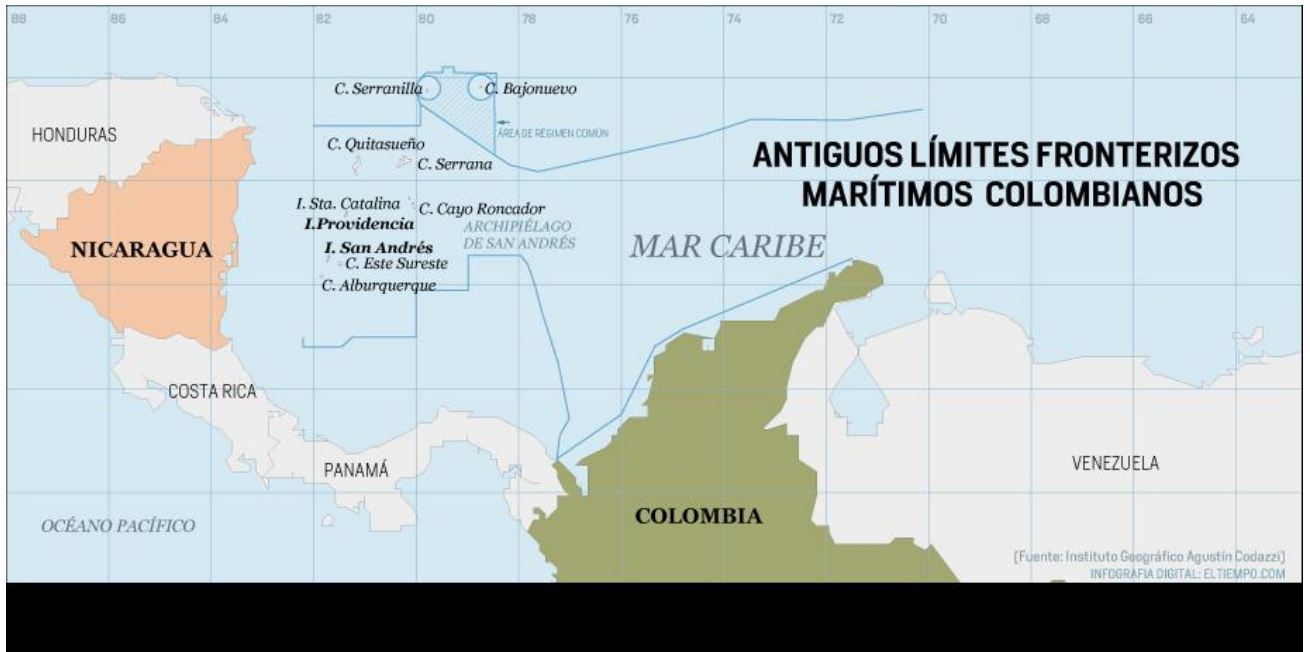 88
86
84
82
80
78
76
74
72
70
68
66
64
C. Serranilla
C. Bajonuevo
HONDURAS
ÁREA DE RÉGIMEN COMÚN
C. Quitasueño
C. Serrana
ANTIGUOS LÍMITES FRONTERIZOS
MARÍTIMOS COLOMBIANOS
I. Sta. Catalina
C. Cayo Roncador
I.Providencia
ARCHIPIÉLAGO
DE SAN ANDRÉS
NICARAGUA
I. San Andrés
MAR CARIBE
C. Este Sureste
C. Alburquerque
COSTA RICA
PANAMÁ
VENEZUELA
COLOMBIA
OCÉANO PACÍFICO
(Fuente: Instituto Geográfico Agustín Codazzi)
INFOGRAFIA DIGITAL: ELTIEMPO.COM